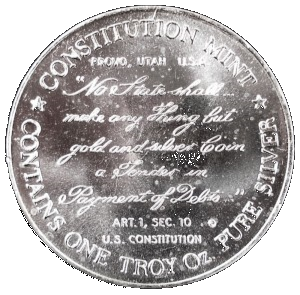 CONSTITUTION MINT
PROVO, UTAH U.S.A.
"No State shall...
make any Thing but
gold and silver Coin
a Tender in
Payment of Debts..."
ART. 1, SEC. 10
U.S. CONSTITUTION
CONTAINS ONE TROY OZ. PURE SILVER